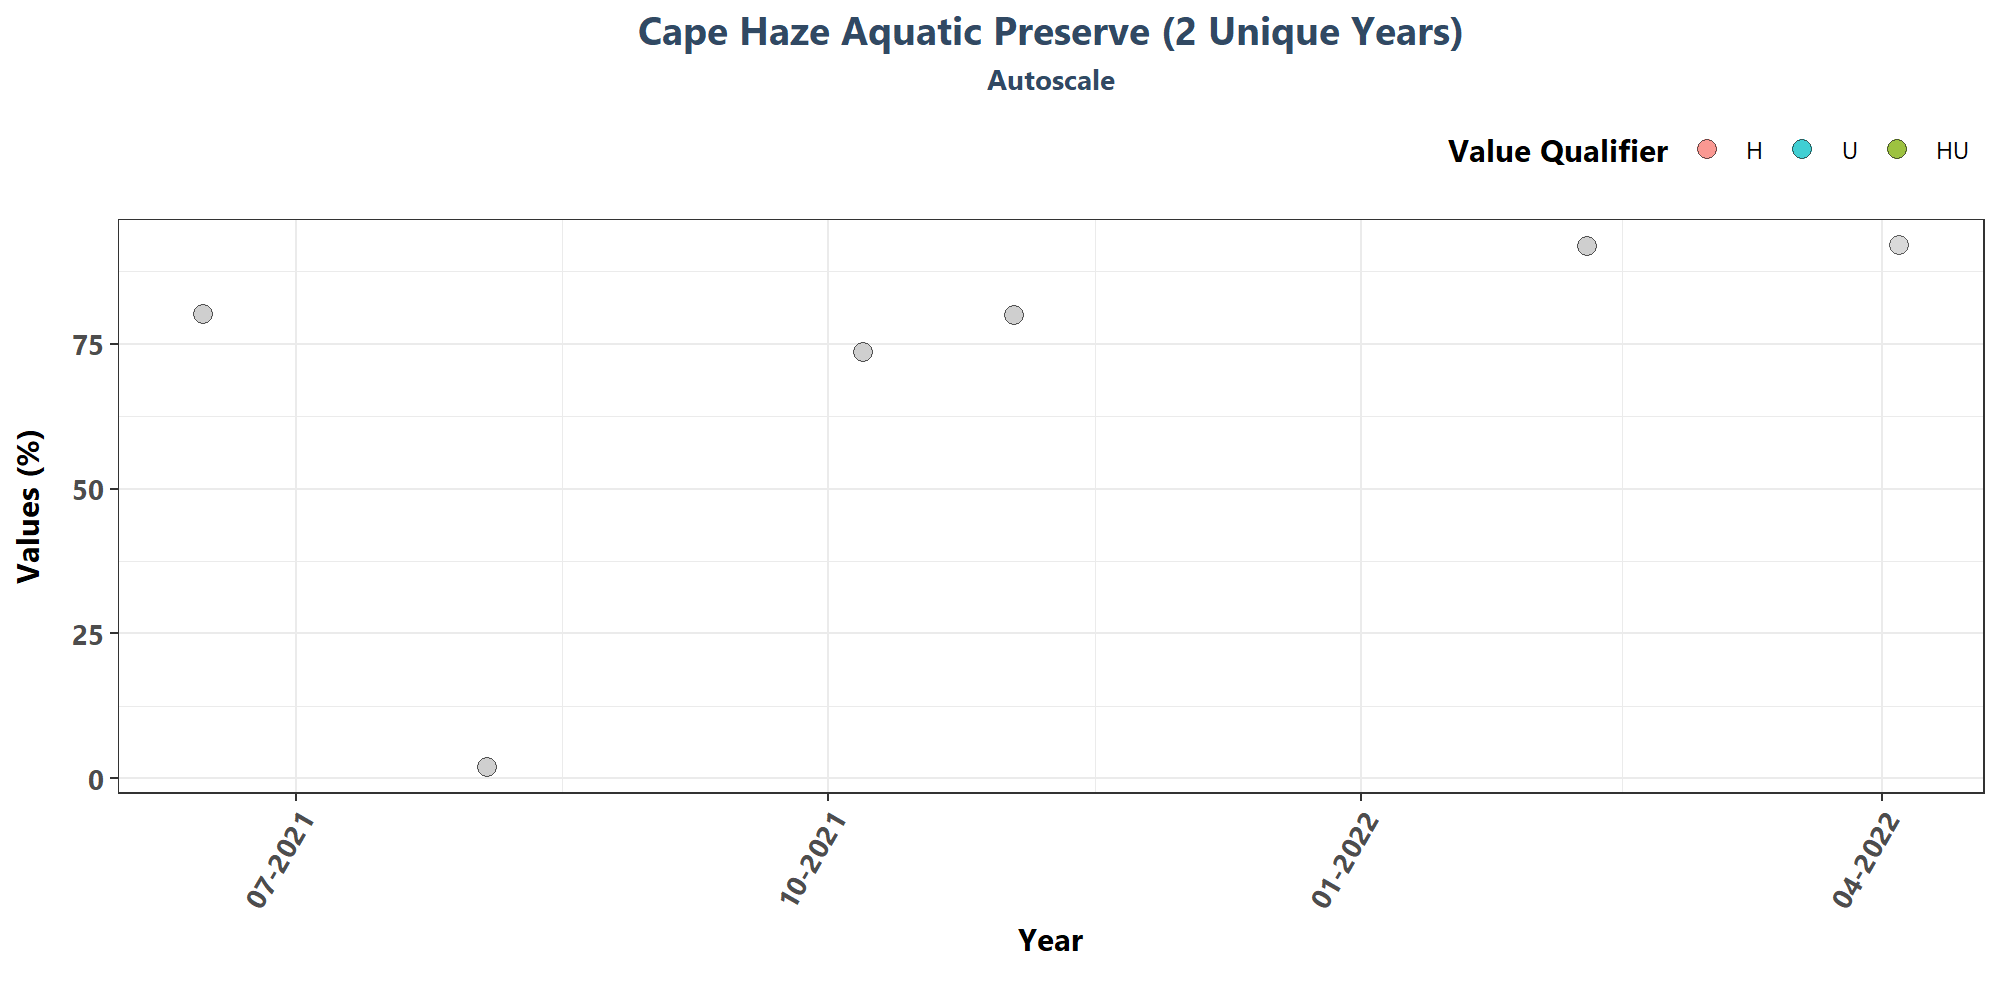 Cape Haze Aquatic Preserve (2 Unique Years)
Autoscale
Value Qualifier H U HU
Values (%)
75
50
25
0
07-2021 10-2021 01-2022 04-2022
Year